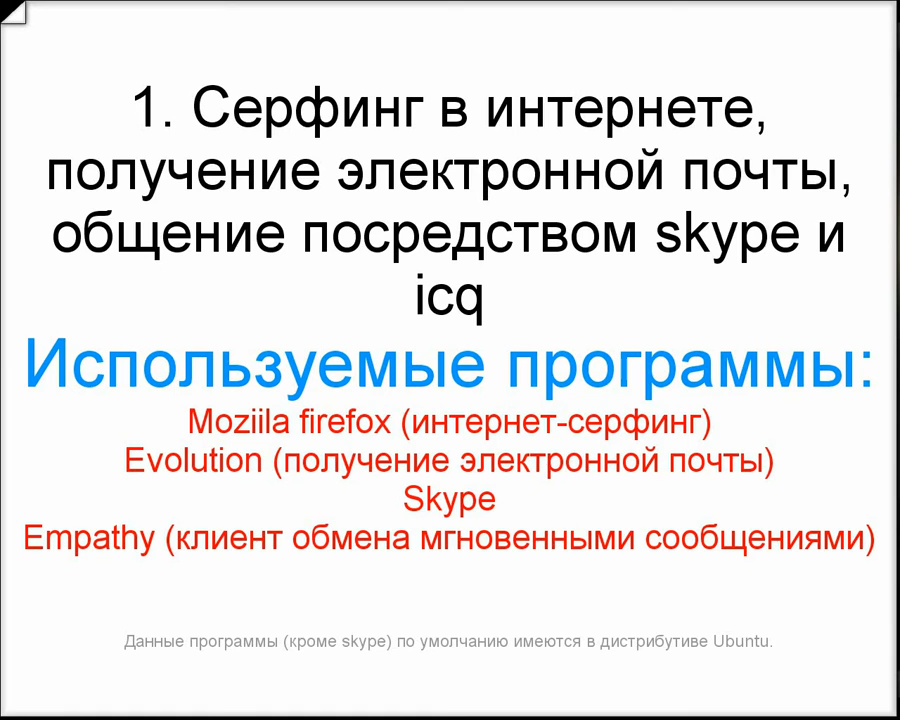 1. Серфинг в интернете,
получение электронной почты,
общение посредством skype и
icq
Используемые программы:
Moziila firefox (интернет-серфинг)
Evolution (получение электронной почты)
Skype
Empathy (клиент обмена мгновенными сообщениями)
Данные программы (кроме skype) по умолчанию имеются в дистрибутиве Ubuntu.